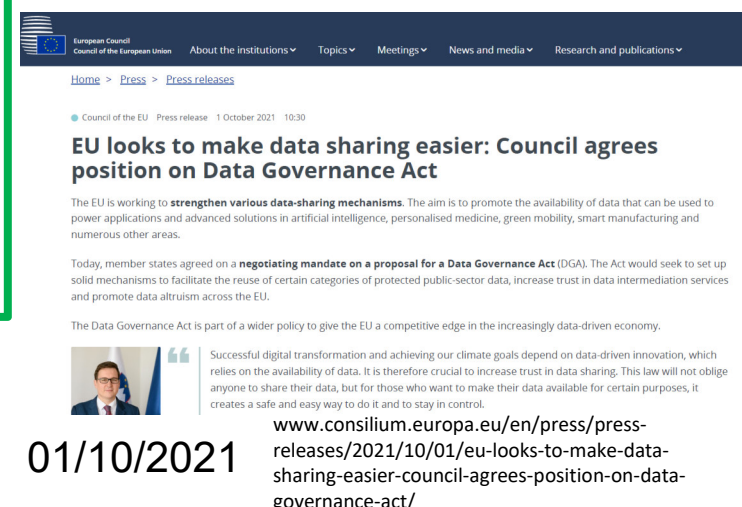 European Council
Council of the European Union
About the institutions Topics Meetings News and media Research and publications
Home > Press > Press releases
Council of the EU Press release 1 October 2021 10:30
EU looks to make data sharing easier: Council agrees
position on Data Governance Act
The EU is working to strengthen various data-sharing mechanisms. The aim is to promote the availability of data that can be used to
power applications and advanced solutions in artificial intelligence, personalised medicine, green mobility, smart manufacturing and
numerous other areas.
Today, member states agreed on a negotiating mandate on a proposal for a Data Governance Act (DGA). The Act would seek to set up
solid mechanisms to facilitate the reuse of certain categories of protected public-sector data, increase trust in data intermediation services
and promote data altruism across the EU.
The Data Governance Act is part of a wider policy to give the EU a competitive edge in the increasingly data-driven economy.
Successful digital transformation and achieving our climate goals depend on data-driven innovation, which
relies on the availability of data. It is therefore crucial to increase trust in data sharing. This law will not oblige
anyone to share their data, but for those who want to make their data available for certain purposes, it
creates a safe and easy way to do it and to stay in control.
01/10/2021
www.consilium.europa.eu/en/press/press-
releases/2021/10/01/eu-looks-to-make-data-
sharing-easier-council-agrees-position-on-data-
governance-act/